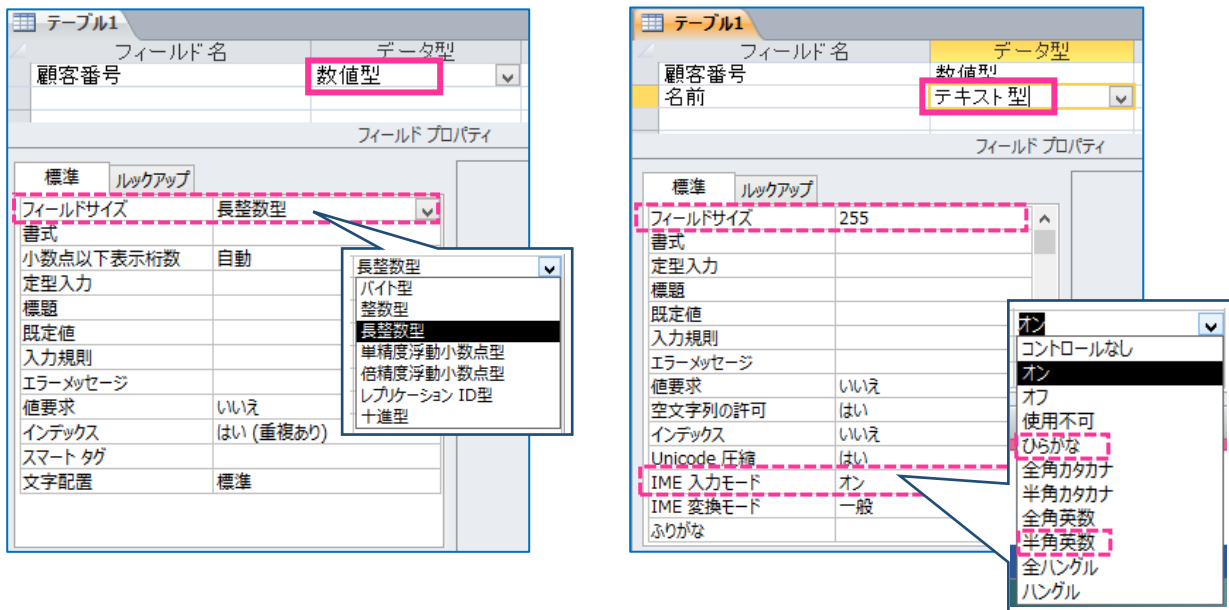 テーブル1
フィールド名 データ型
顧客番号 数値型
フィールド プロパティ
標準 ルックアップ
フィールドサイズ 長整数型
書式
小数点以下表示桁数 自動
定型入力
標題
既定値
入力規則
エラーメッセージ
値要求 いいえ
インデックス はい (重複あり)
スマート タグ
文字配置 標準
長整数型
バイト型
整数型
長整数型
単精度浮動小数点型
倍精度浮動小数点型
レプリケーション ID型
十進型
テーブル1
フィールド名 データ型
顧客番号 数値型
名前 テキスト型
フィールド プロパティ
標準 ルックアップ
フィールドサイズ 255
書式
定型入力
標題
既定値
入力規則
エラーメッセージ
値要求 いいえ
空文字列の許可 はい
インデックス いいえ
Unicode 圧縮 はい
IME 入力モード オン
IME 変換モード 一般
ふりがな
オン
コントロールなし
オン
オフ
使用不可
ひらがな
全角カタカナ
半角カタカナ
全角英数
半角英数
全ハングル
ハングル